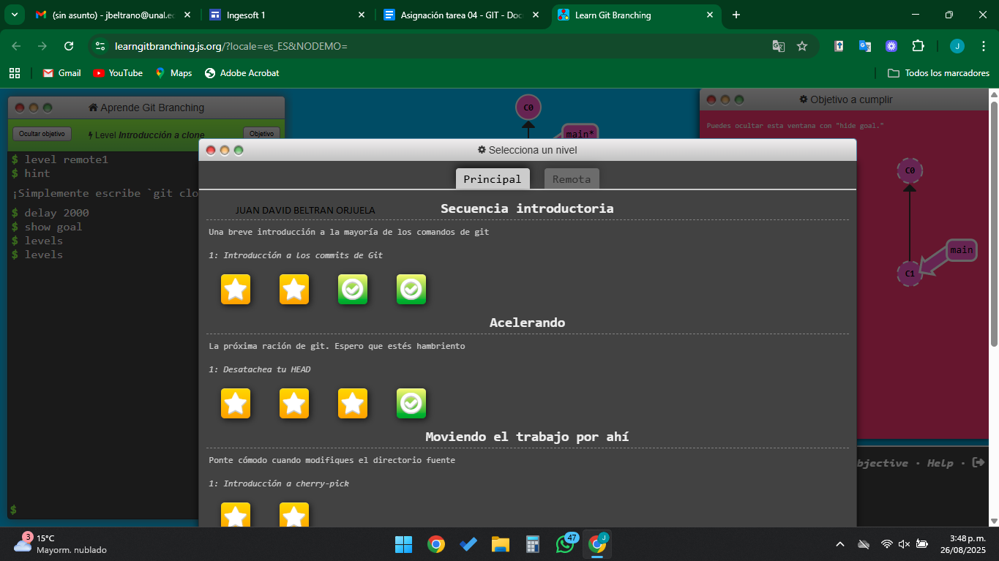 (sin asunto) - jbeltrano@unal.ec
Ingesoft 1
Asignación tarea 04 - GIT - Doc
Learn Git Branching
learngitbranching.js.org/?locale=es_ES&NODEMO=
J
Gmail
YouTube
Maps
Adobe Acrobat
Todos los marcadores
Aprende Git Branching
Ocultar objetivo
Level Introducción a clone
Objetivo
$ level remote1
$ hint
¡Simplemente escribe `git clo
$ delay 2000
$ show goal
$ levels
$ levels
$
C0
main*
Objetivo a cumplir
Puedes ocultar esta ventana con "hide goal."
C0
main
C1
bjective · Help ·
Selecciona un nivel
Principal
Remota
JUAN DAVID BELTRAN ORJUELA
Secuencia introductoria
Una breve introducción a la mayoría de los comandos de git
1: Introducción a los commits de Git
Acelerando
La próxima ración de git. Espero que estés hambriento
1: Desatachea tu HEAD
Moviendo el trabajo por ahí
Ponte cómodo cuando modifiques el directorio fuente
1: Introducción a cherry-pick
3
15°C
Mayorm. nublado
47
J
3:48 p. m.
26/08/2025